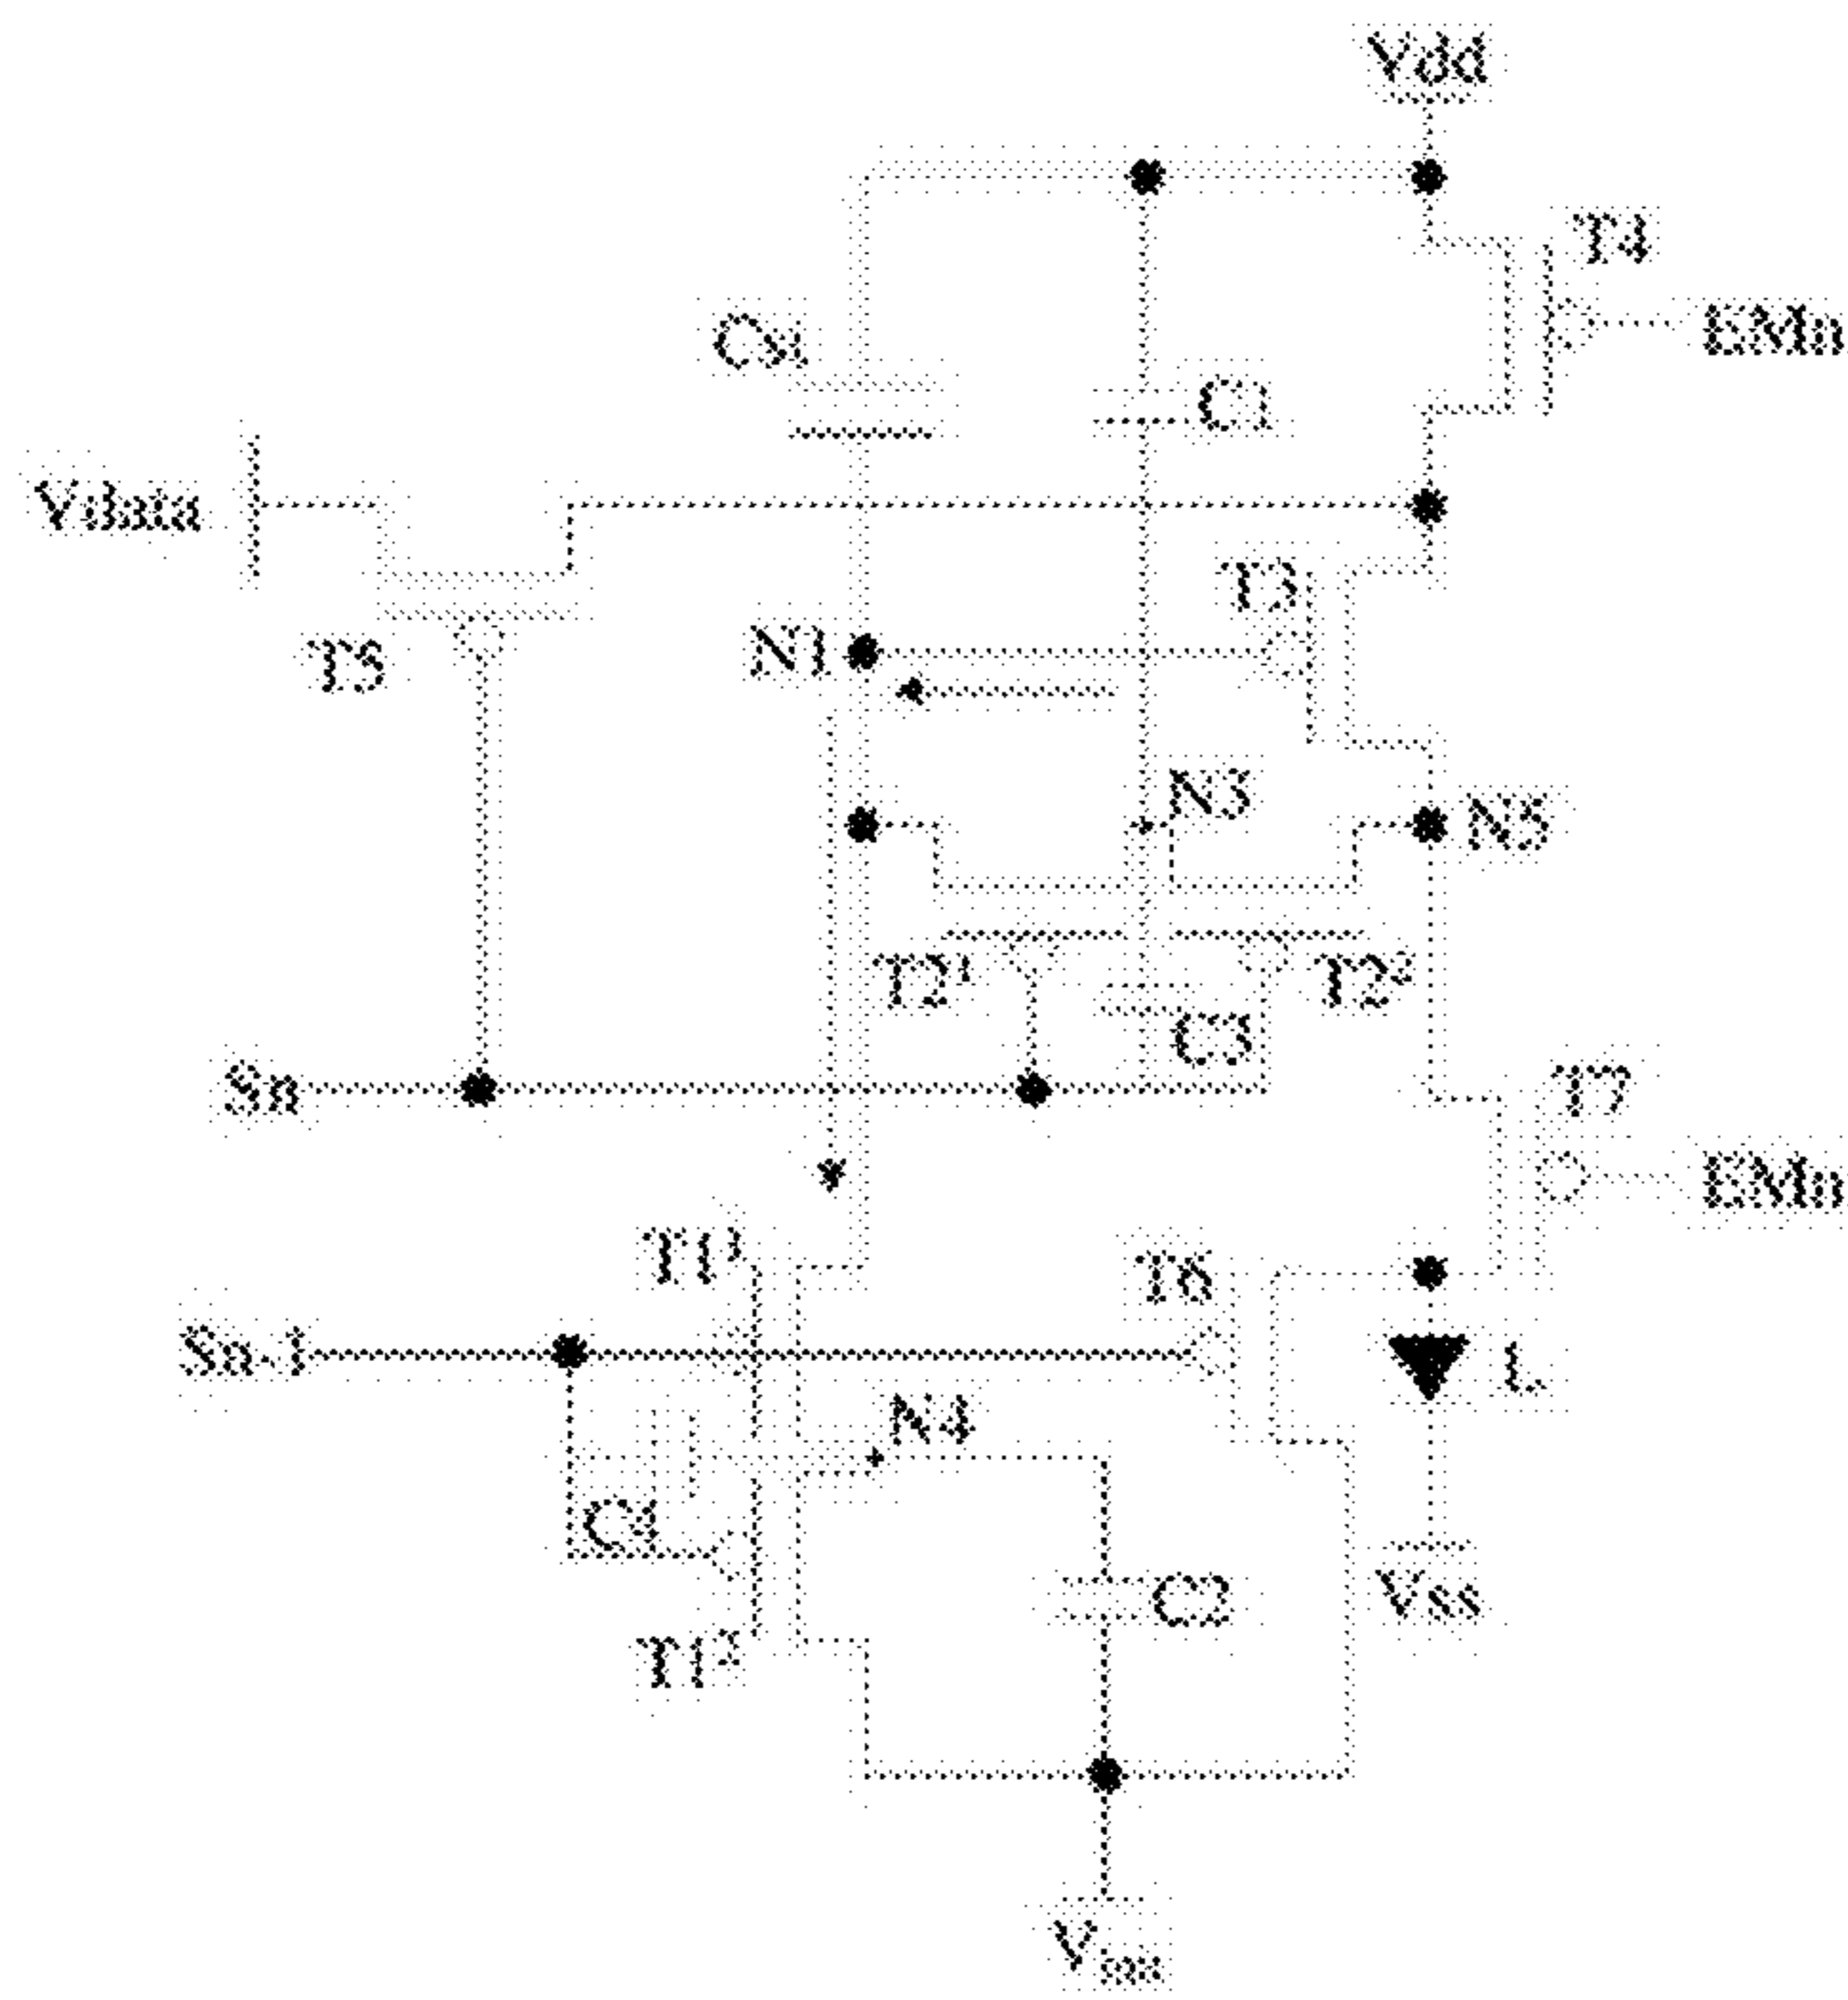 Vdd
T4
EMn
Cst
C1
Vdata
T3
T5
N1
N3
N5
T2¹
T2²
C3
Sn
T7
EMn
T1¹
T6
Sn-1
L
N4
C4
C2
Vss
T1²